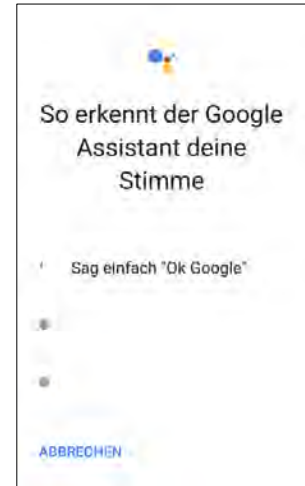 So erkennt der Google
Assistant deine
Stimme
Sag einfach "Ok Google"
ABBRECHEN